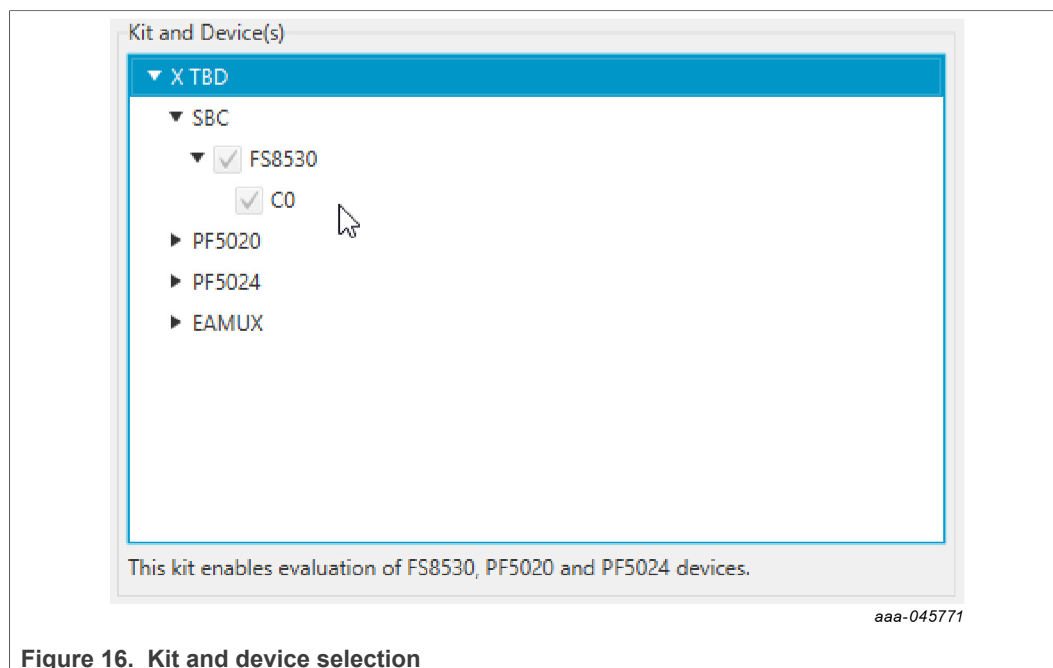 Kit and Device(s)
X TBD
SBC
FS8530
C0
PF5020
PF5024
EAMUX
This kit enables evaluation of FS8530, PF5020 and PF5024 devices.
aaa-045771
Figure 16. Kit and device selection